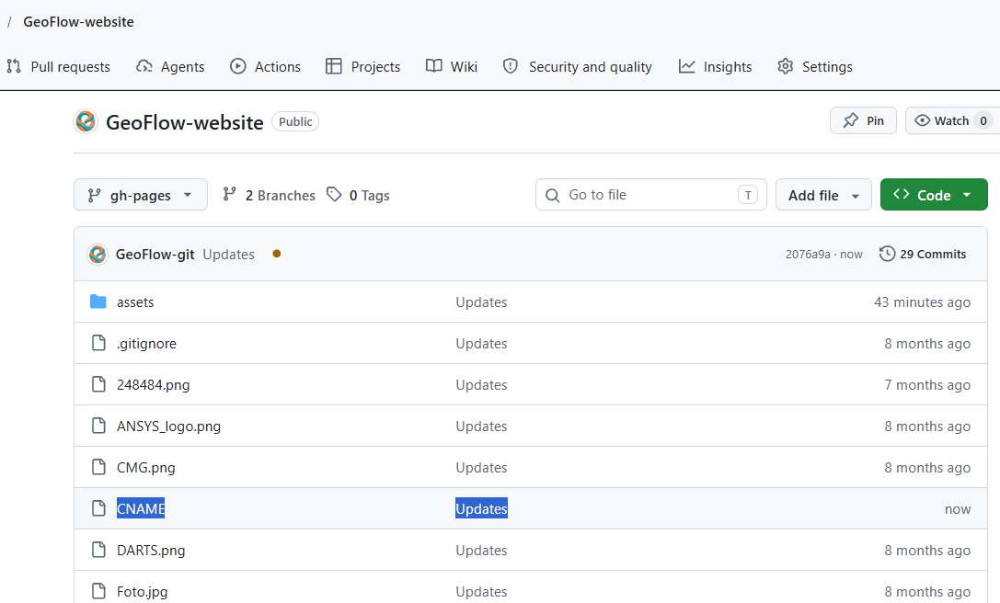 / GeoFlow-website
Pull requests Agents Actions Projects Wiki Security and quality Insights Settings
GeoFlow-website Public Pin Watch 0
gh-pages 2 Branches 0 Tags Go to file T Add file Code
GeoFlow-git Updates 2076a9a · now 29 Commits
assets Updates 43 minutes ago
.gitignore Updates 8 months ago
248484.png Updates 7 months ago
ANSYS_logo.png Updates 8 months ago
CMG.png Updates 8 months ago
CNAME Updates now
DARTS.png Updates 8 months ago
Foto.jpg Updates 8 months ago